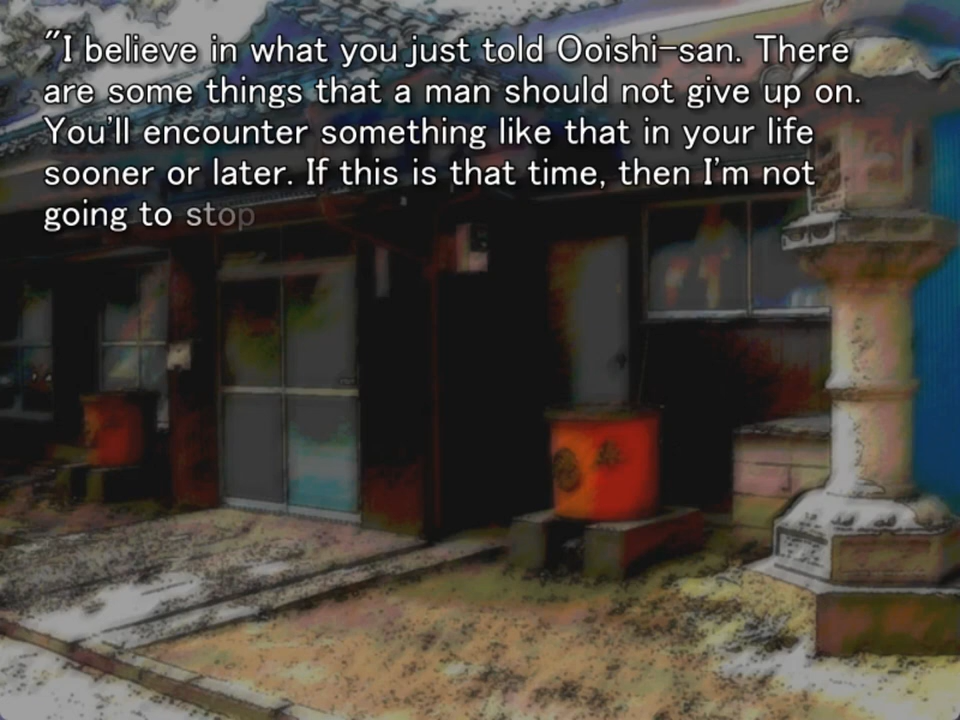 "I believe in what you just told Ooishi-san. There
are some things that a man should not give up on.
You'll encounter something like that in your life
sooner or later. If this is that time, then I'm not
going to stop